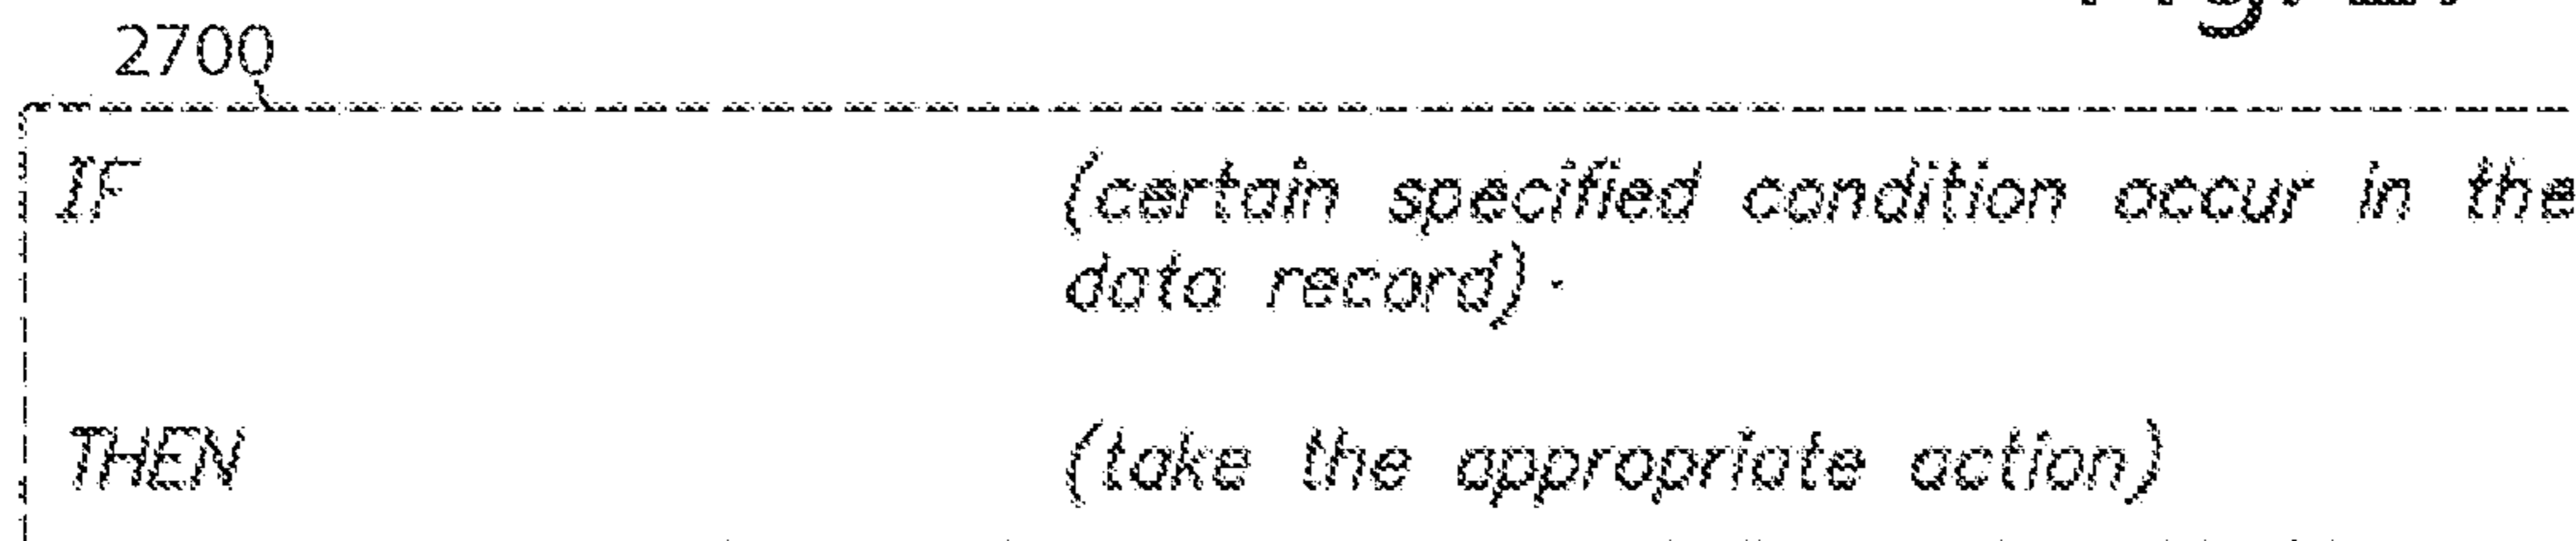 2700
IF (certain specified condition occur in the
data record)
THEN (take the appropriate action)